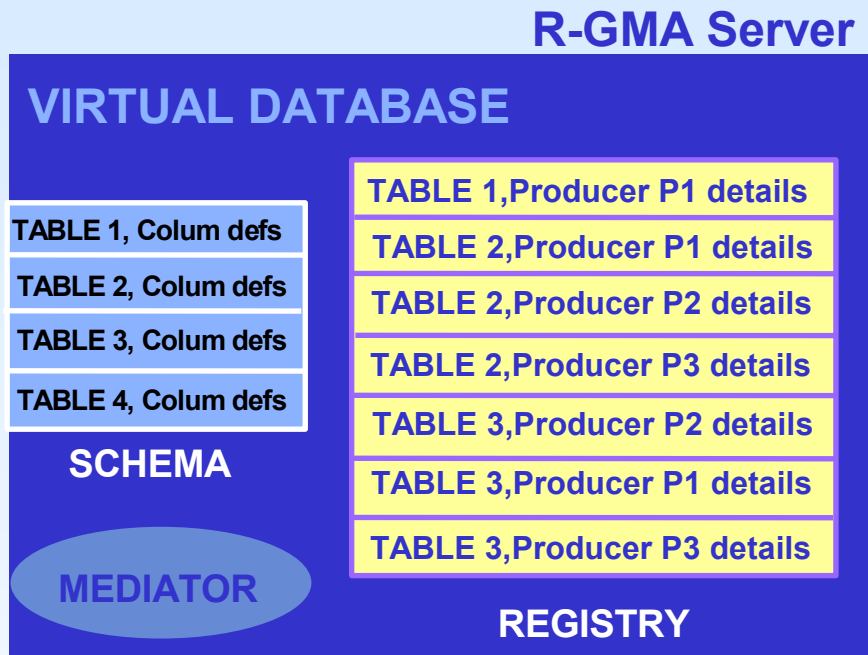 R-GMA Server
VIRTUAL DATABASE
TABLE 1, Colum defs
TABLE 2, Colum defs
TABLE 3, Colum defs
TABLE 4, Colum defs
SCHEMA
MEDIATOR
TABLE 1,Producer P1 details
TABLE 2,Producer P1 details
TABLE 2,Producer P2 details
TABLE 2,Producer P3 details
TABLE 3,Producer P2 details
TABLE 3,Producer P1 details
TABLE 3,Producer P3 details
REGISTRY